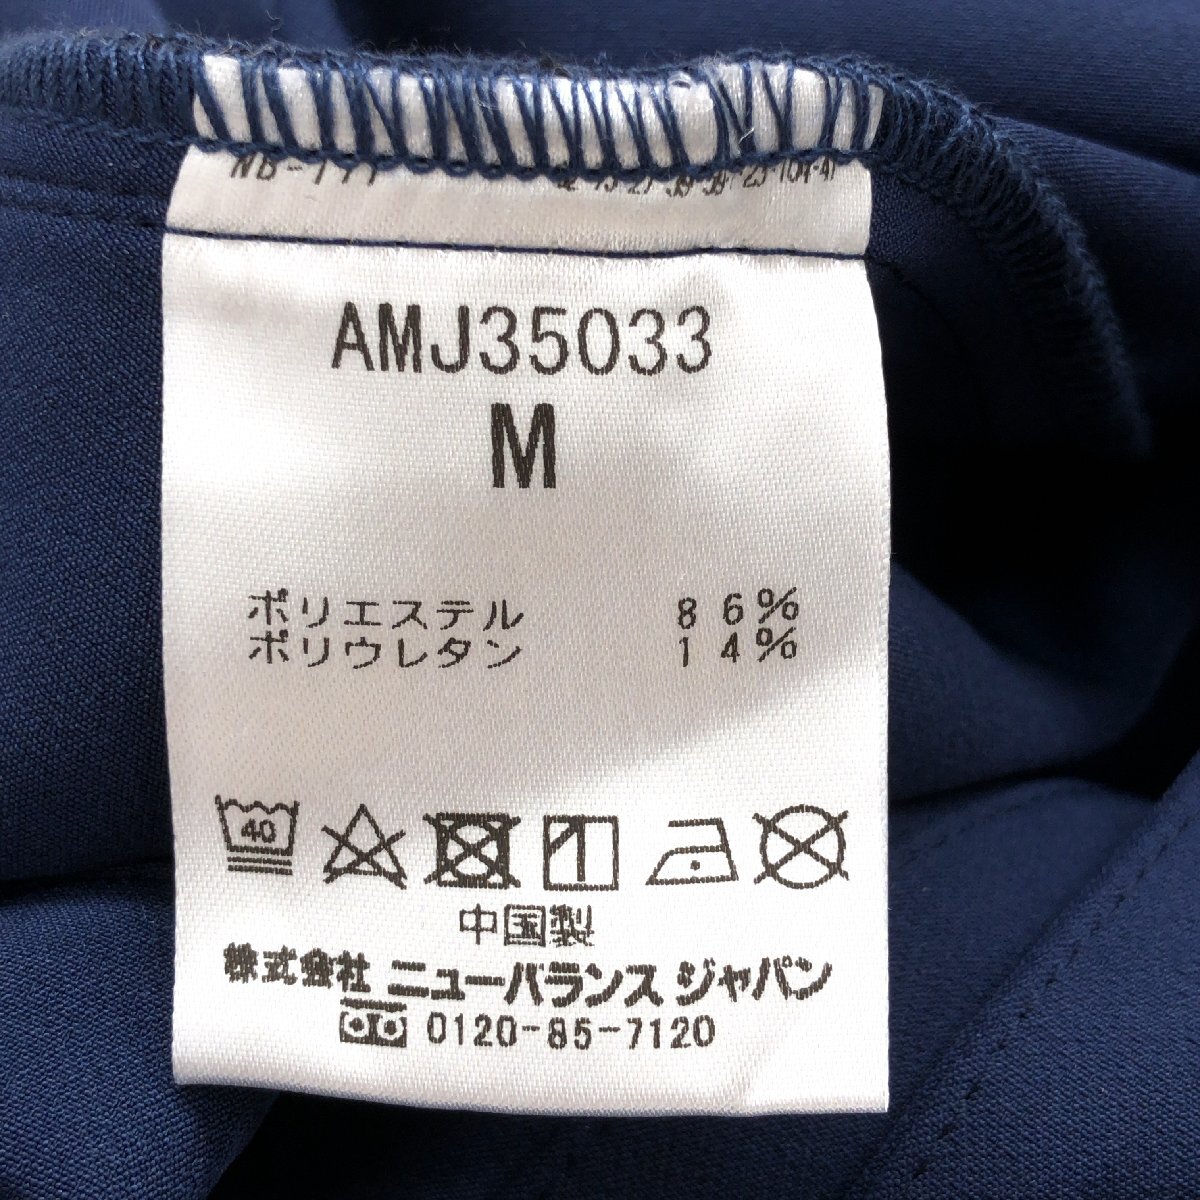 AMJ35033
M
ポリエステル 86%
ポリウレタン 14%
40
中国製
株式会社 ニューバランス ジャパン
0120-85-7120